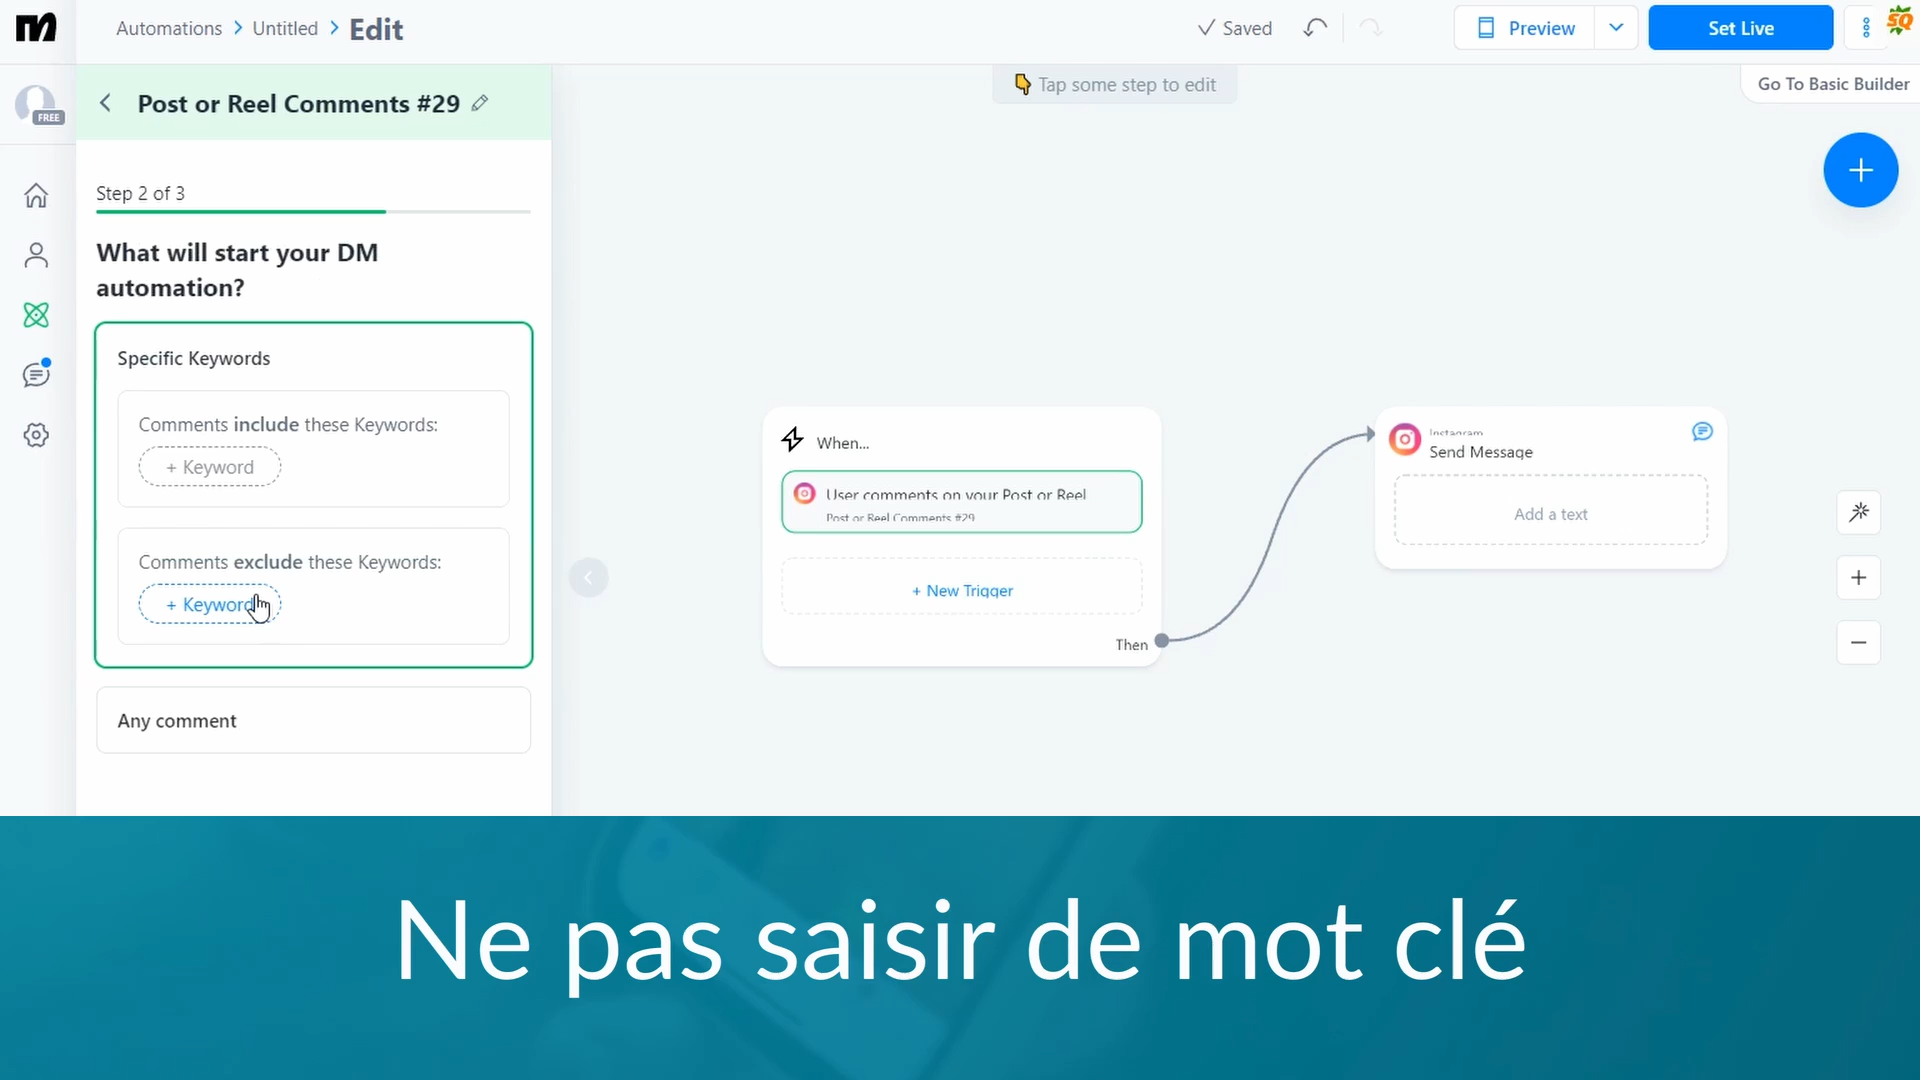 Automations > Untitled > Edit
Saved
Preview
Set Live
SQ
FREE
Post or Reel Comments #29
Tap some step to edit
Go To Basic Builder
Step 2 of 3
What will start your DM
automation?
Specific Keywords
Comments include these Keywords:
+ Keyword
Comments exclude these Keywords:
+ Keyword
Any comment
When...
User comments on your Post or Reel
Post or Reel Comments #29
+ New Trigger
Then
Instagram
Send Message
Add a text
Ne pas saisir de mot clé